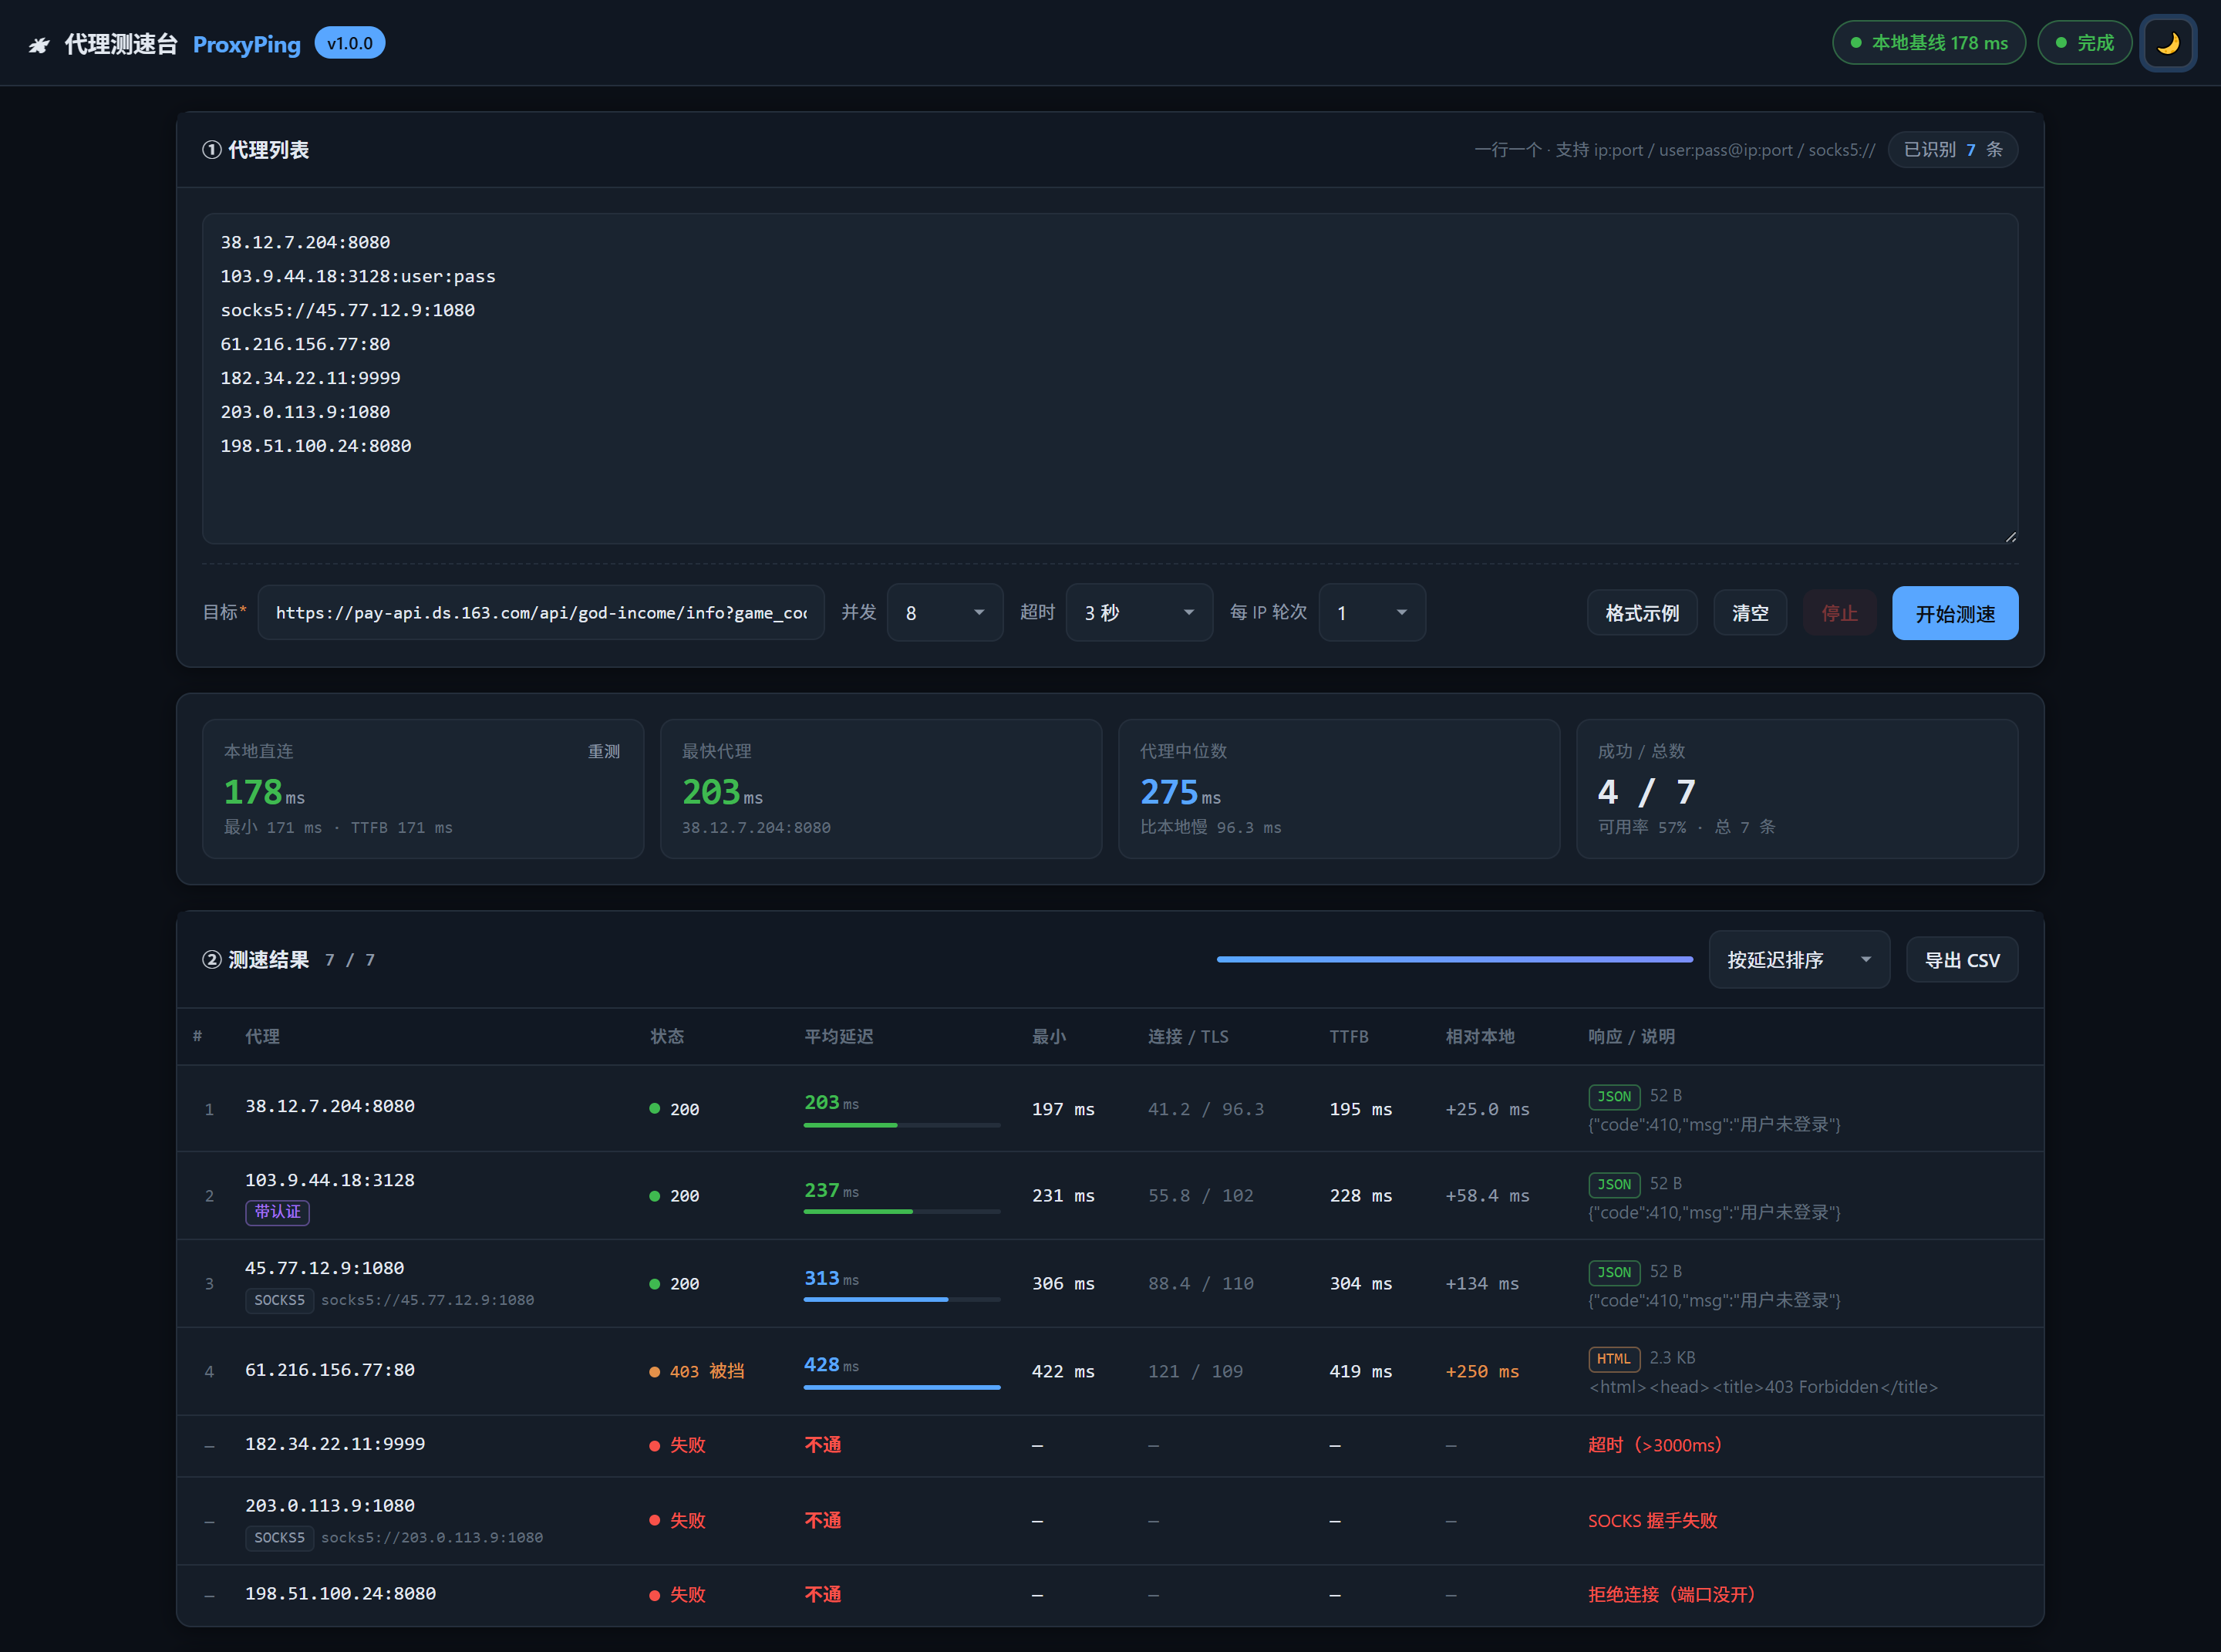 代理测速台 ProxyPing v1.0.0
本地基线 178 ms
完成
① 代理列表
一行一个 · 支持 ip:port / user:pass@ip:port / socks5://
已识别 7 条
38.12.7.204:8080
103.9.44.18:3128:user:pass
socks5://45.77.12.9:1080
61.216.156.77:80
182.34.22.11:9999
203.0.113.9:1080
198.51.100.24:8080
目标* https://pay-api.ds.163.com/api/god-income/info?game_co 并发 8 超时 3 秒 每 IP 轮次 1 格式示例 清空 停止 开始测速
本地直连 重测
178 ms
最小 171 ms · TTFB 171 ms
最快代理
203 ms
38.12.7.204:8080
代理中位数
275 ms
比本地慢 96.3 ms
成功 / 总数
4 / 7
可用率 57% · 总 7 条
② 测速结果 7 / 7
按延迟排序
导出 CSV
# 代理 状态 平均延迟 最小 连接 / TLS TTFB 相对本地 响应 / 说明
1 38.12.7.204:8080 200 203 ms 197 ms 41.2 / 96.3 195 ms +25.0 ms JSON 52 B
{"code":410,"msg":"用户未登录"}
2 103.9.44.18:3128 200 237 ms 231 ms 55.8 / 102 228 ms +58.4 ms JSON 52 B
带认证 {"code":410,"msg":"用户未登录"}
3 45.77.12.9:1080 200 313 ms 306 ms 88.4 / 110 304 ms +134 ms JSON 52 B
SOCKS5 socks5://45.77.12.9:1080 {"code":410,"msg":"用户未登录"}
4 61.216.156.77:80 403 被挡 428 ms 422 ms 121 / 109 419 ms +250 ms HTML 2.3 KB
<html><head><title>403 Forbidden</title>
— 182.34.22.11:9999 失败 不通 — — — — 超时（>3000ms）
— 203.0.113.9:1080 失败 不通 — — — — SOCKS 握手失败
SOCKS5 socks5://203.0.113.9:1080
— 198.51.100.24:8080 失败 不通 — — — — 拒绝连接（端口没开）